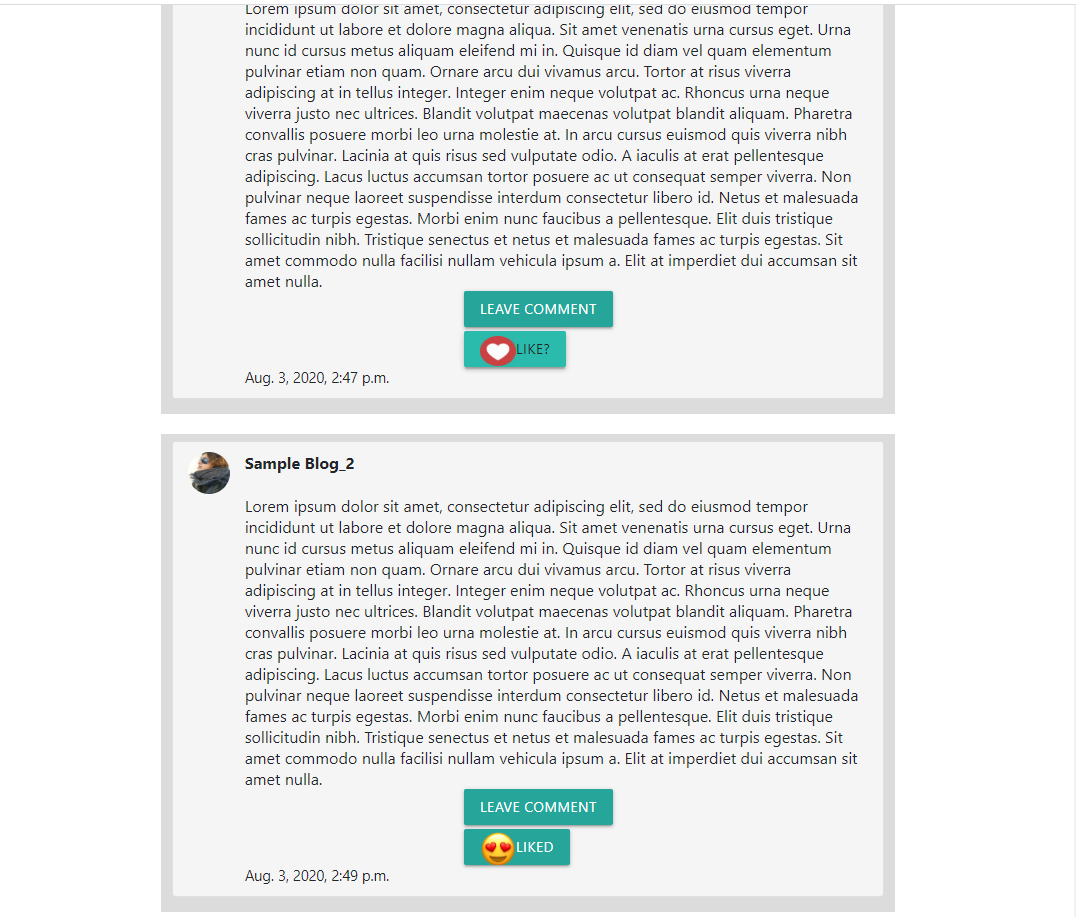 Lorem ipsum dolor sit amet, consectetur adipiscing elit, sed do eiusmod tempor
incididunt ut labore et dolore magna aliqua. Sit amet venenatis urna cursus eget. Urna
nunc id cursus metus aliquam eleifend mi in. Quisque id diam vel quam elementum
pulvinar etiam non quam. Ornare arcu dui vivamus arcu. Tortor at risus viverra
adipiscing at in tellus integer. Integer enim neque volutpat ac. Rhoncus urna neque
viverra justo nec ultrices. Blandit volutpat maecenas volutpat blandit aliquam. Pharetra
convallis posuere morbi leo urna molestie at. In arcu cursus euismod quis viverra nibh
cras pulvinar. Lacinia at quis risus sed vulputate odio. A iaculis at erat pellentesque
adipiscing. Lacus luctus accumsan tortor posuere ac ut consequat semper viverra. Non
pulvinar neque laoreet suspendisse interdum consectetur libero id. Netus et malesuada
fames ac turpis egestas. Morbi enim nunc faucibus a pellentesque. Elit duis tristique
sollicitudin nibh. Tristique senectus et netus et malesuada fames ac turpis egestas. Sit
amet commodo nulla facilisi nullam vehicula ipsum a. Elit at imperdiet dui accumsan sit
amet nulla.
LEAVE COMMENT
LIKE?
Aug. 3, 2020, 2:47 p.m.
Sample Blog_2
Lorem ipsum dolor sit amet, consectetur adipiscing elit, sed do eiusmod tempor
incididunt ut labore et dolore magna aliqua. Sit amet venenatis urna cursus eget. Urna
nunc id cursus metus aliquam eleifend mi in. Quisque id diam vel quam elementum
pulvinar etiam non quam. Ornare arcu dui vivamus arcu. Tortor at risus viverra
adipiscing at in tellus integer. Integer enim neque volutpat ac. Rhoncus urna neque
viverra justo nec ultrices. Blandit volutpat maecenas volutpat blandit aliquam. Pharetra
convallis posuere morbi leo urna molestie at. In arcu cursus euismod quis viverra nibh
cras pulvinar. Lacinia at quis risus sed vulputate odio. A iaculis at erat pellentesque
adipiscing. Lacus luctus accumsan tortor posuere ac ut consequat semper viverra. Non
pulvinar neque laoreet suspendisse interdum consectetur libero id. Netus et malesuada
fames ac turpis egestas. Morbi enim nunc faucibus a pellentesque. Elit duis tristique
sollicitudin nibh. Tristique senectus et netus et malesuada fames ac turpis egestas. Sit
amet commodo nulla facilisi nullam vehicula ipsum a. Elit at imperdiet dui accumsan sit
amet nulla.
LEAVE COMMENT
LIKED
Aug. 3, 2020, 2:49 p.m.